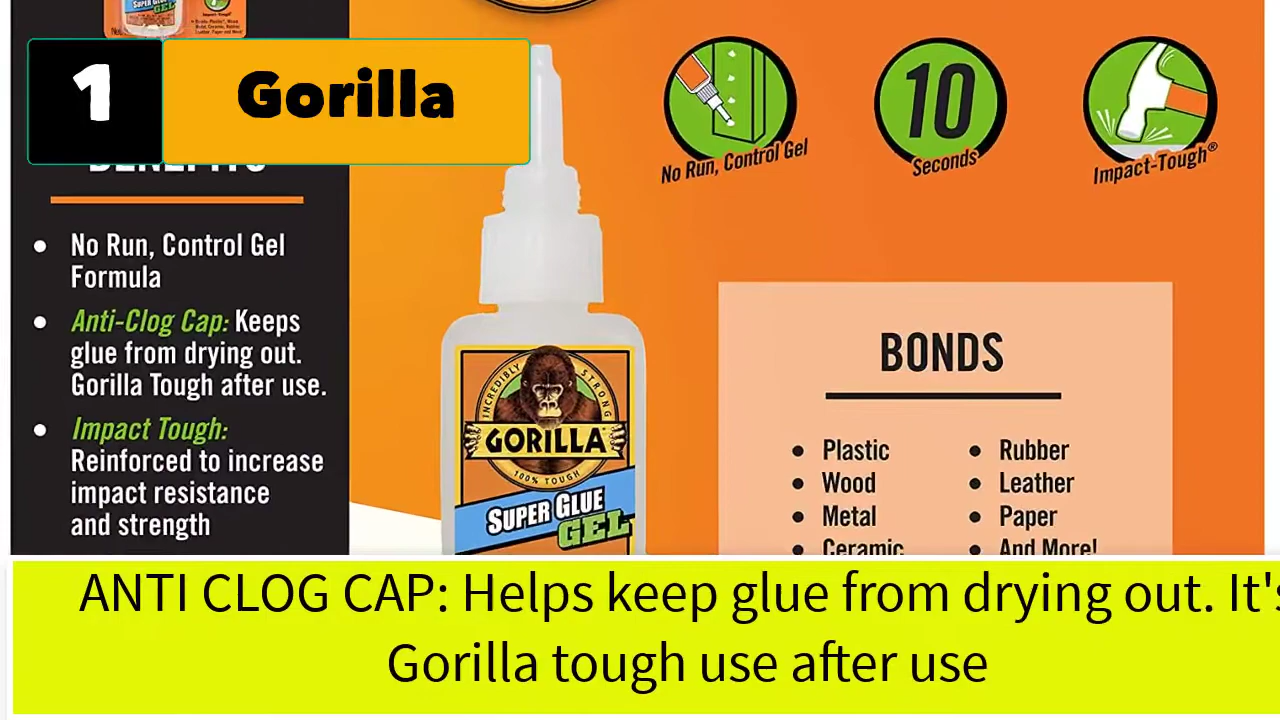 1
Gorilla
No Run, Control Gel
Formula
Anti-Clog Cap: Keeps
glue from drying out.
Gorilla Tough after use.
Impact Tough:
Reinforced to increase
impact resistance
and strength
INCREDIBLY STRONG
GORILLA
100% TOUGH
SUPER GLUE
GEL
No Run, Control Gel
10
Seconds
Impact-Tough®
BONDS
Plastic
Wood
Metal
Ceramic
Rubber
Leather
Paper
And More!
ANTI CLOG CAP: Helps keep glue from drying out. It's
Gorilla tough use after use